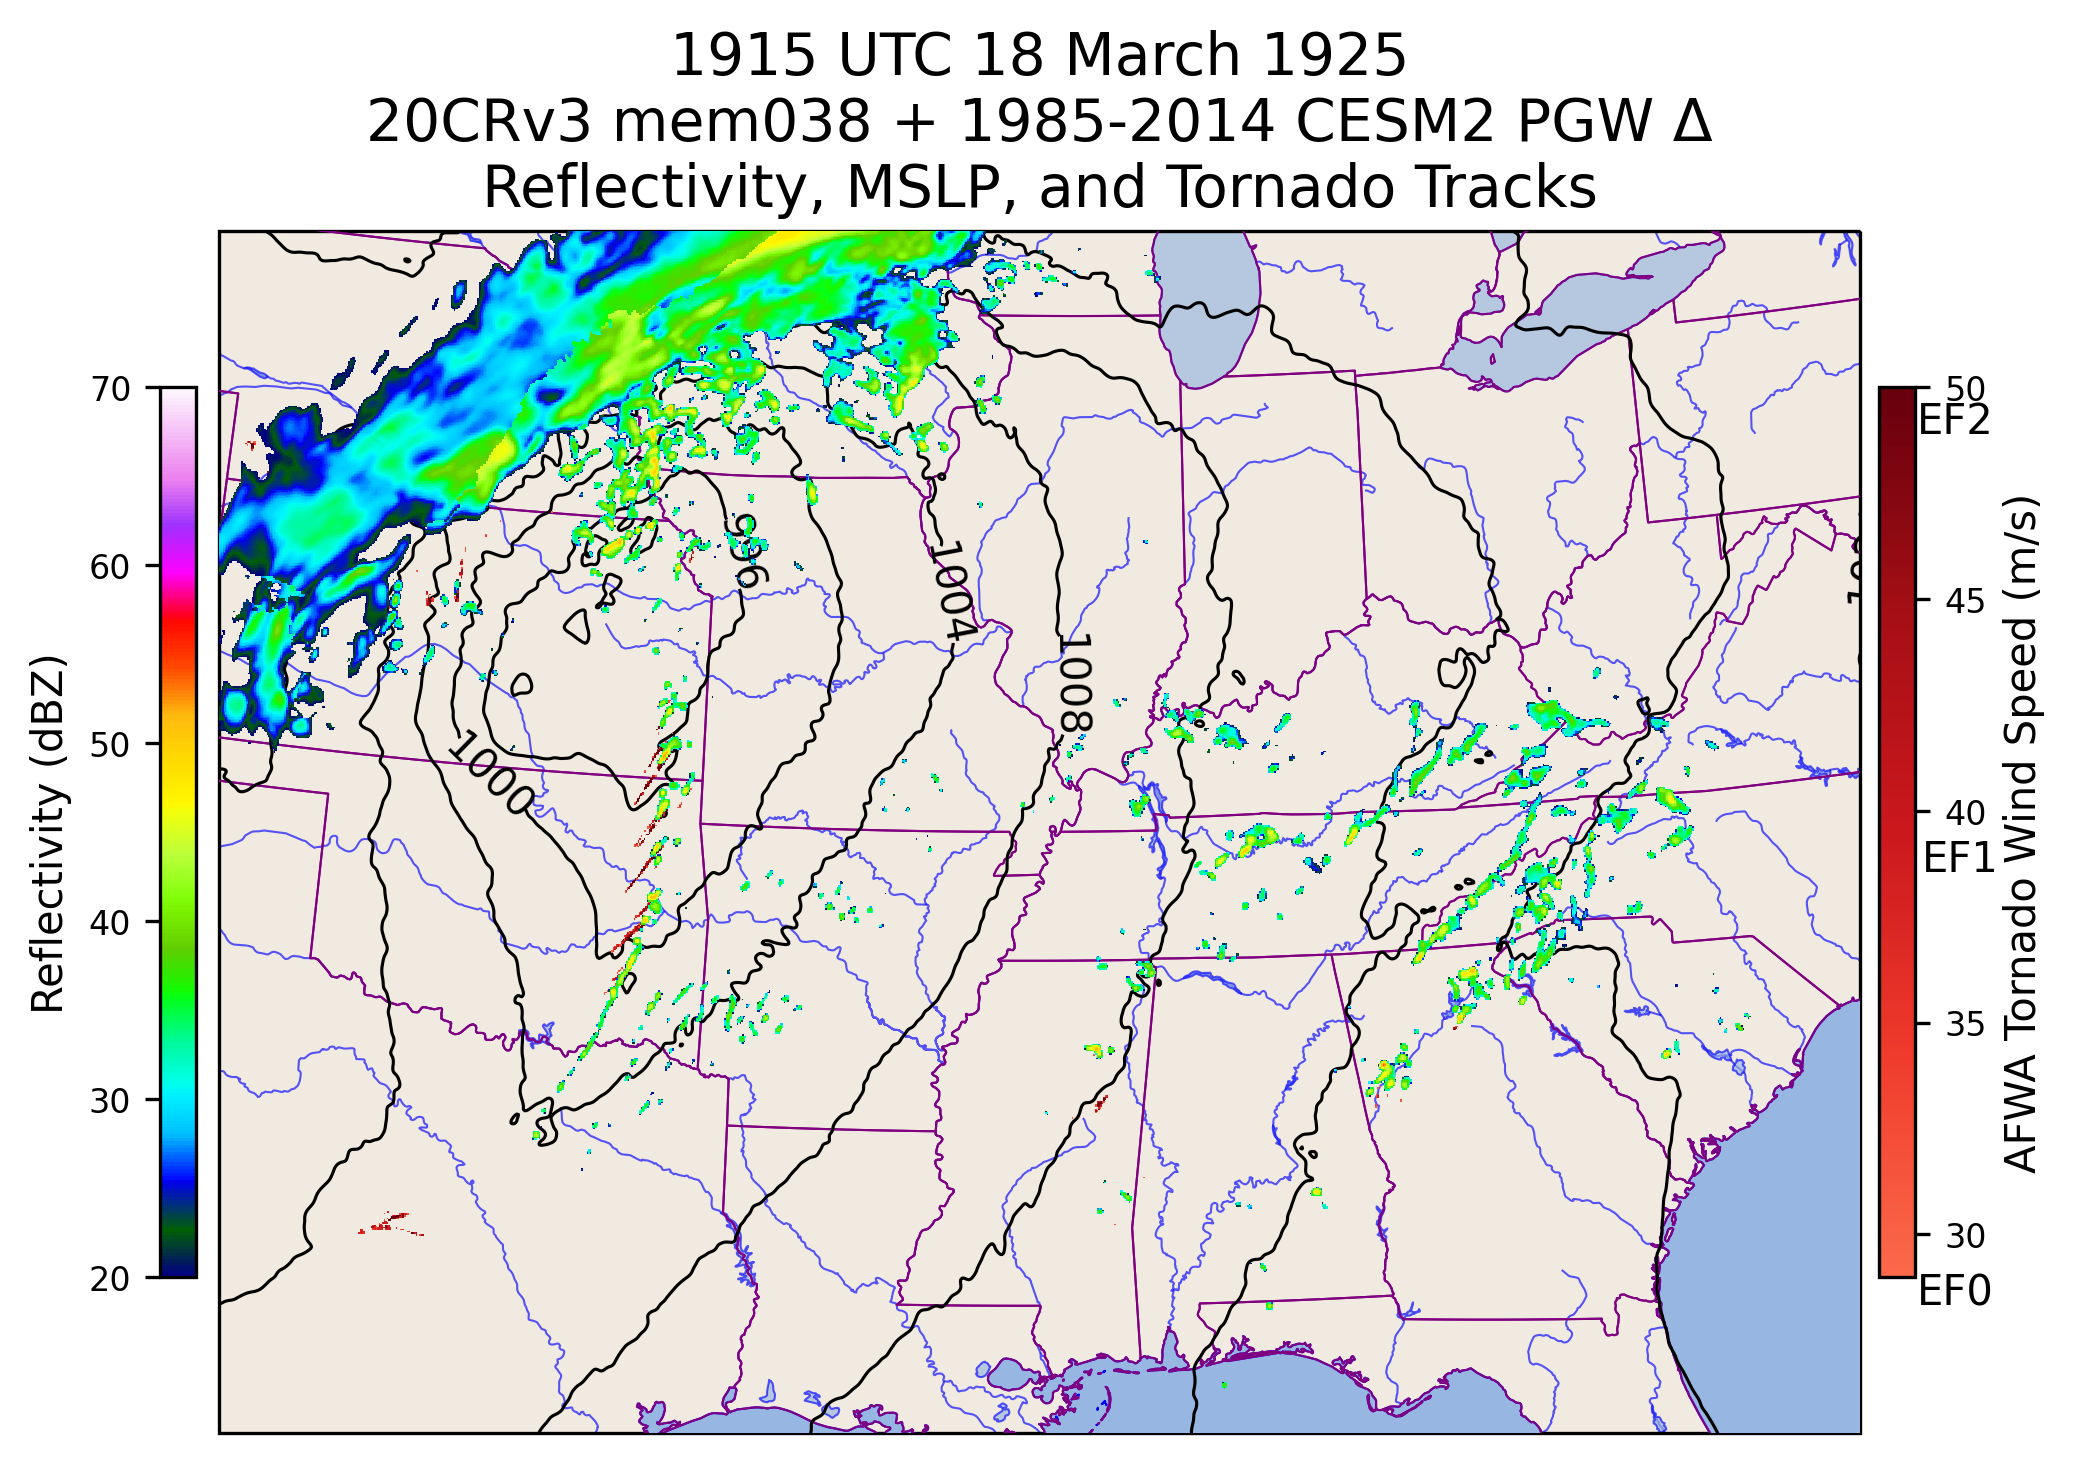 1915 UTC 18 March 1925
20CRv3 mem038 + 1985-2014 CESM2 PGW Δ
Reflectivity, MSLP, and Tornado Tracks
Reflectivity (dBZ)
70
60
50
40
30
20
996
1004
1008
1000
50
EF2
45
40
EF1
35
30
EF0
AFWA Tornado Wind Speed (m/s)